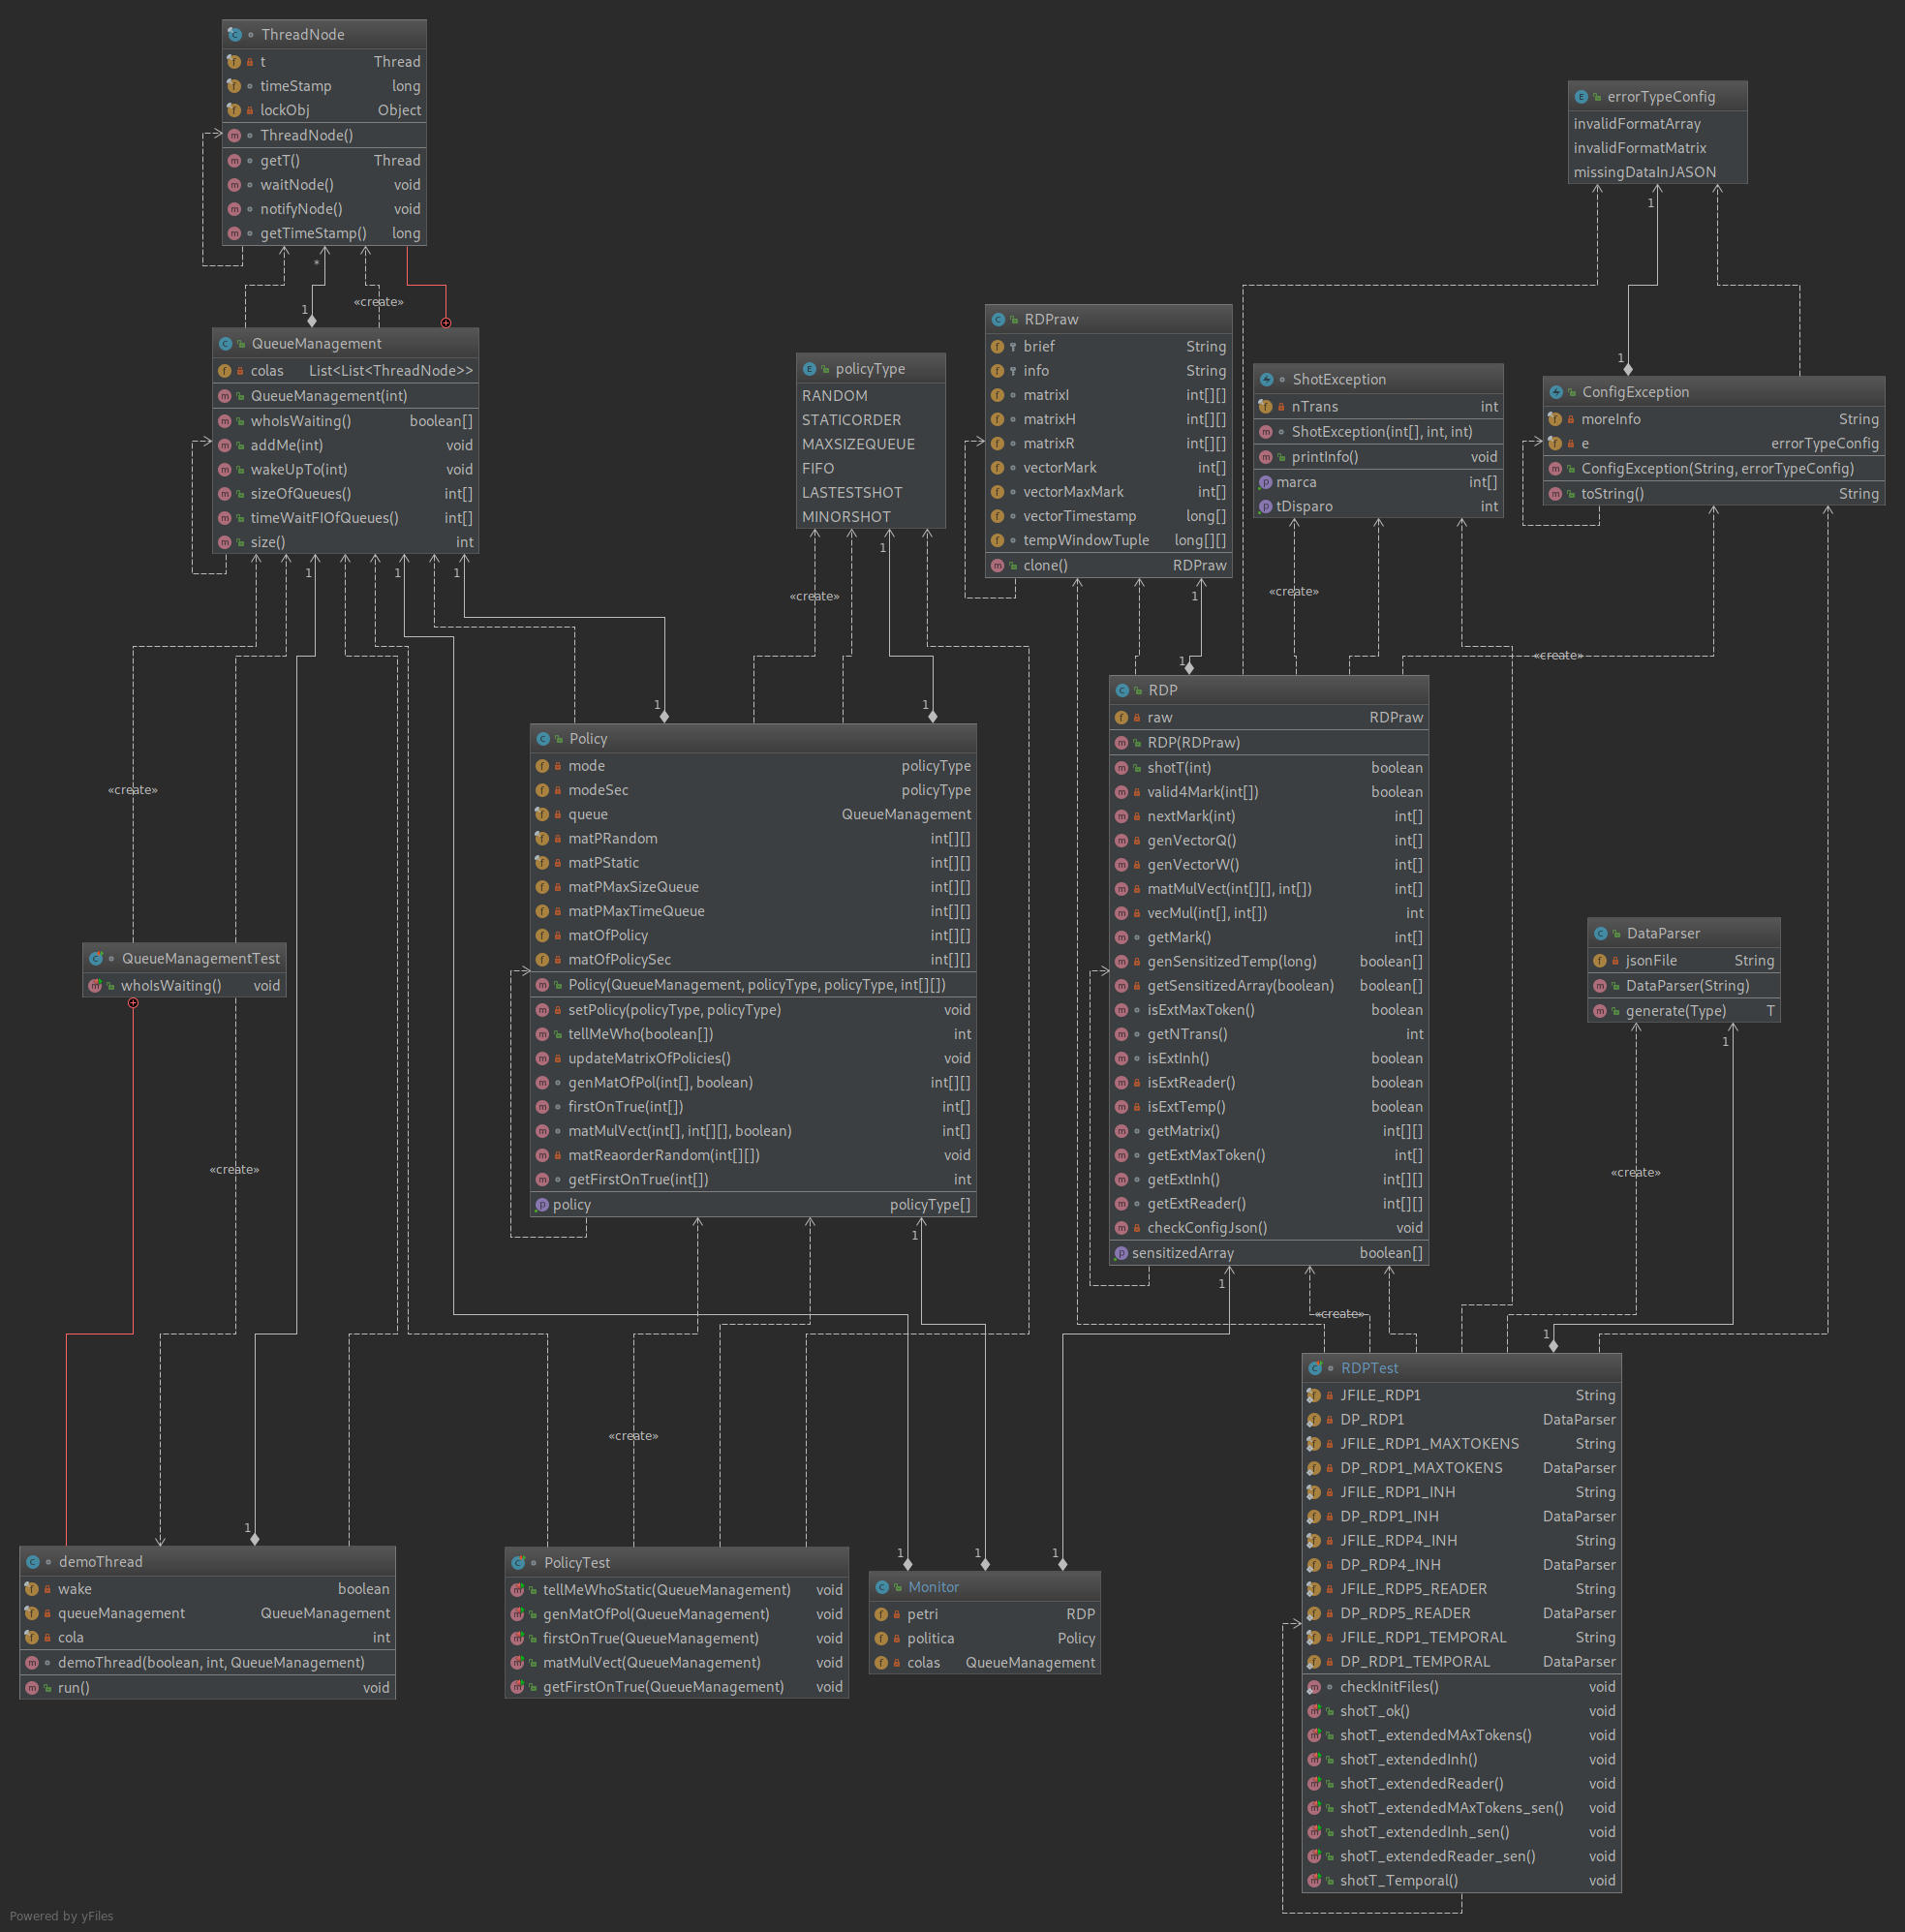 ThreadNode
t Thread
timeStamp long
lockObj Object
ThreadNode()
getT() Thread
waitNode() void
notifyNode() void
getTimeStamp() long
*
1
«create»
QueueManagement
colas List<List<ThreadNode>>
QueueManagement(int)
whoIsWaiting() boolean[]
addMe(int) void
wakeUpTo(int) void
sizeOfQueues() int[]
timeWaitFIOfQueues() int[]
size() int
1
1
1
errorTypeConfig
invalidFormatArray
invalidFormatMatrix
missingDataInJASON
1
1
policyType
RANDOM
STATICORDER
MAXSIZEQUEUE
FIFO
LASTESTSHOT
MINORSHOT
1
«create»
RDPraw
brief String
info String
matrixI int[][]
matrixH int[][]
matrixR int[][]
vectorMark int[]
vectorMaxMark int[]
vectorTimestamp long[]
tempWindowTuple long[][]
clone() RDPraw
1
1
ShotException
nTrans int
ShotException(int[], int, int)
printInfo() void
marca int[]
tDisparo int
«create»
ConfigException
moreInfo String
e errorTypeConfig
ConfigException(String, errorTypeConfig)
toString() String
«create»
1
1
Policy
mode policyType
modeSec policyType
queue QueueManagement
matPRandom int[][]
matPStatic int[][]
matPMaxSizeQueue int[][]
matPMaxTimeQueue int[][]
matOfPolicy int[][]
matOfPolicySec int[][]
Policy(QueueManagement, policyType, policyType, int[][])
setPolicy(policyType, policyType) void
tellMeWho(boolean[]) int
updateMatrixOfPolicies() void
genMatOfPol(int[], boolean) int[][]
firstOnTrue(int[]) int[]
matMulVect(int[], int[][], boolean) int[]
matReaorderRandom(int[][]) void
getFirstOnTrue(int[]) int
policy policyType[]
1
RDP
raw RDPraw
RDP(RDPraw)
shotT(int) boolean
valid4Mark(int[]) boolean
nextMark(int) int[]
genVectorQ() int[]
genVectorW() int[]
matMulVect(int[][], int[]) int[]
vecMul(int[], int[]) int
getMark() int[]
genSensitizedTemp(long) boolean[]
getSensitizedArray(boolean) boolean[]
isExtMaxToken() boolean
getNTrans() int
isExtInh() boolean
isExtReader() boolean
isExtTemp() boolean
getMatrix() int[][]
getExtMaxToken() int[]
getExtInh() int[][]
getExtReader() int[][]
checkConfigJson() void
sensitizedArray boolean[]
1
«create»
«create»
QueueManagementTest
whoIsWaiting() void
«create»
DataParser
jsonFile String
DataParser(String)
generate(Type) T
1
«create»
1
RDPTest
JFILE_RDP1 String
DP_RDP1 DataParser
JFILE_RDP1_MAXTOKENS String
DP_RDP1_MAXTOKENS DataParser
JFILE_RDP1_INH String
DP_RDP1_INH DataParser
JFILE_RDP4_INH String
DP_RDP4_INH DataParser
JFILE_RDP5_READER String
DP_RDP5_READER DataParser
JFILE_RDP1_TEMPORAL String
DP_RDP1_TEMPORAL DataParser
checkInitFiles() void
shotT_ok() void
shotT_extendedMAxTokens() void
shotT_extendedInh() void
shotT_extendedReader() void
shotT_extendedMAxTokens_sen() void
shotT_extendedInh_sen() void
shotT_extendedReader_sen() void
shotT_Temporal() void
1
demoThread
wake boolean
queueManagement QueueManagement
cola int
demoThread(boolean, int, QueueManagement)
run() void
«create»
PolicyTest
tellMeWhoStatic(QueueManagement) void
genMatOfPol(QueueManagement) void
firstOnTrue(QueueManagement) void
matMulVect(QueueManagement) void
getFirstOnTrue(QueueManagement) void
1
1
1
Monitor
petri RDP
politica Policy
colas QueueManagement
Powered by yFiles